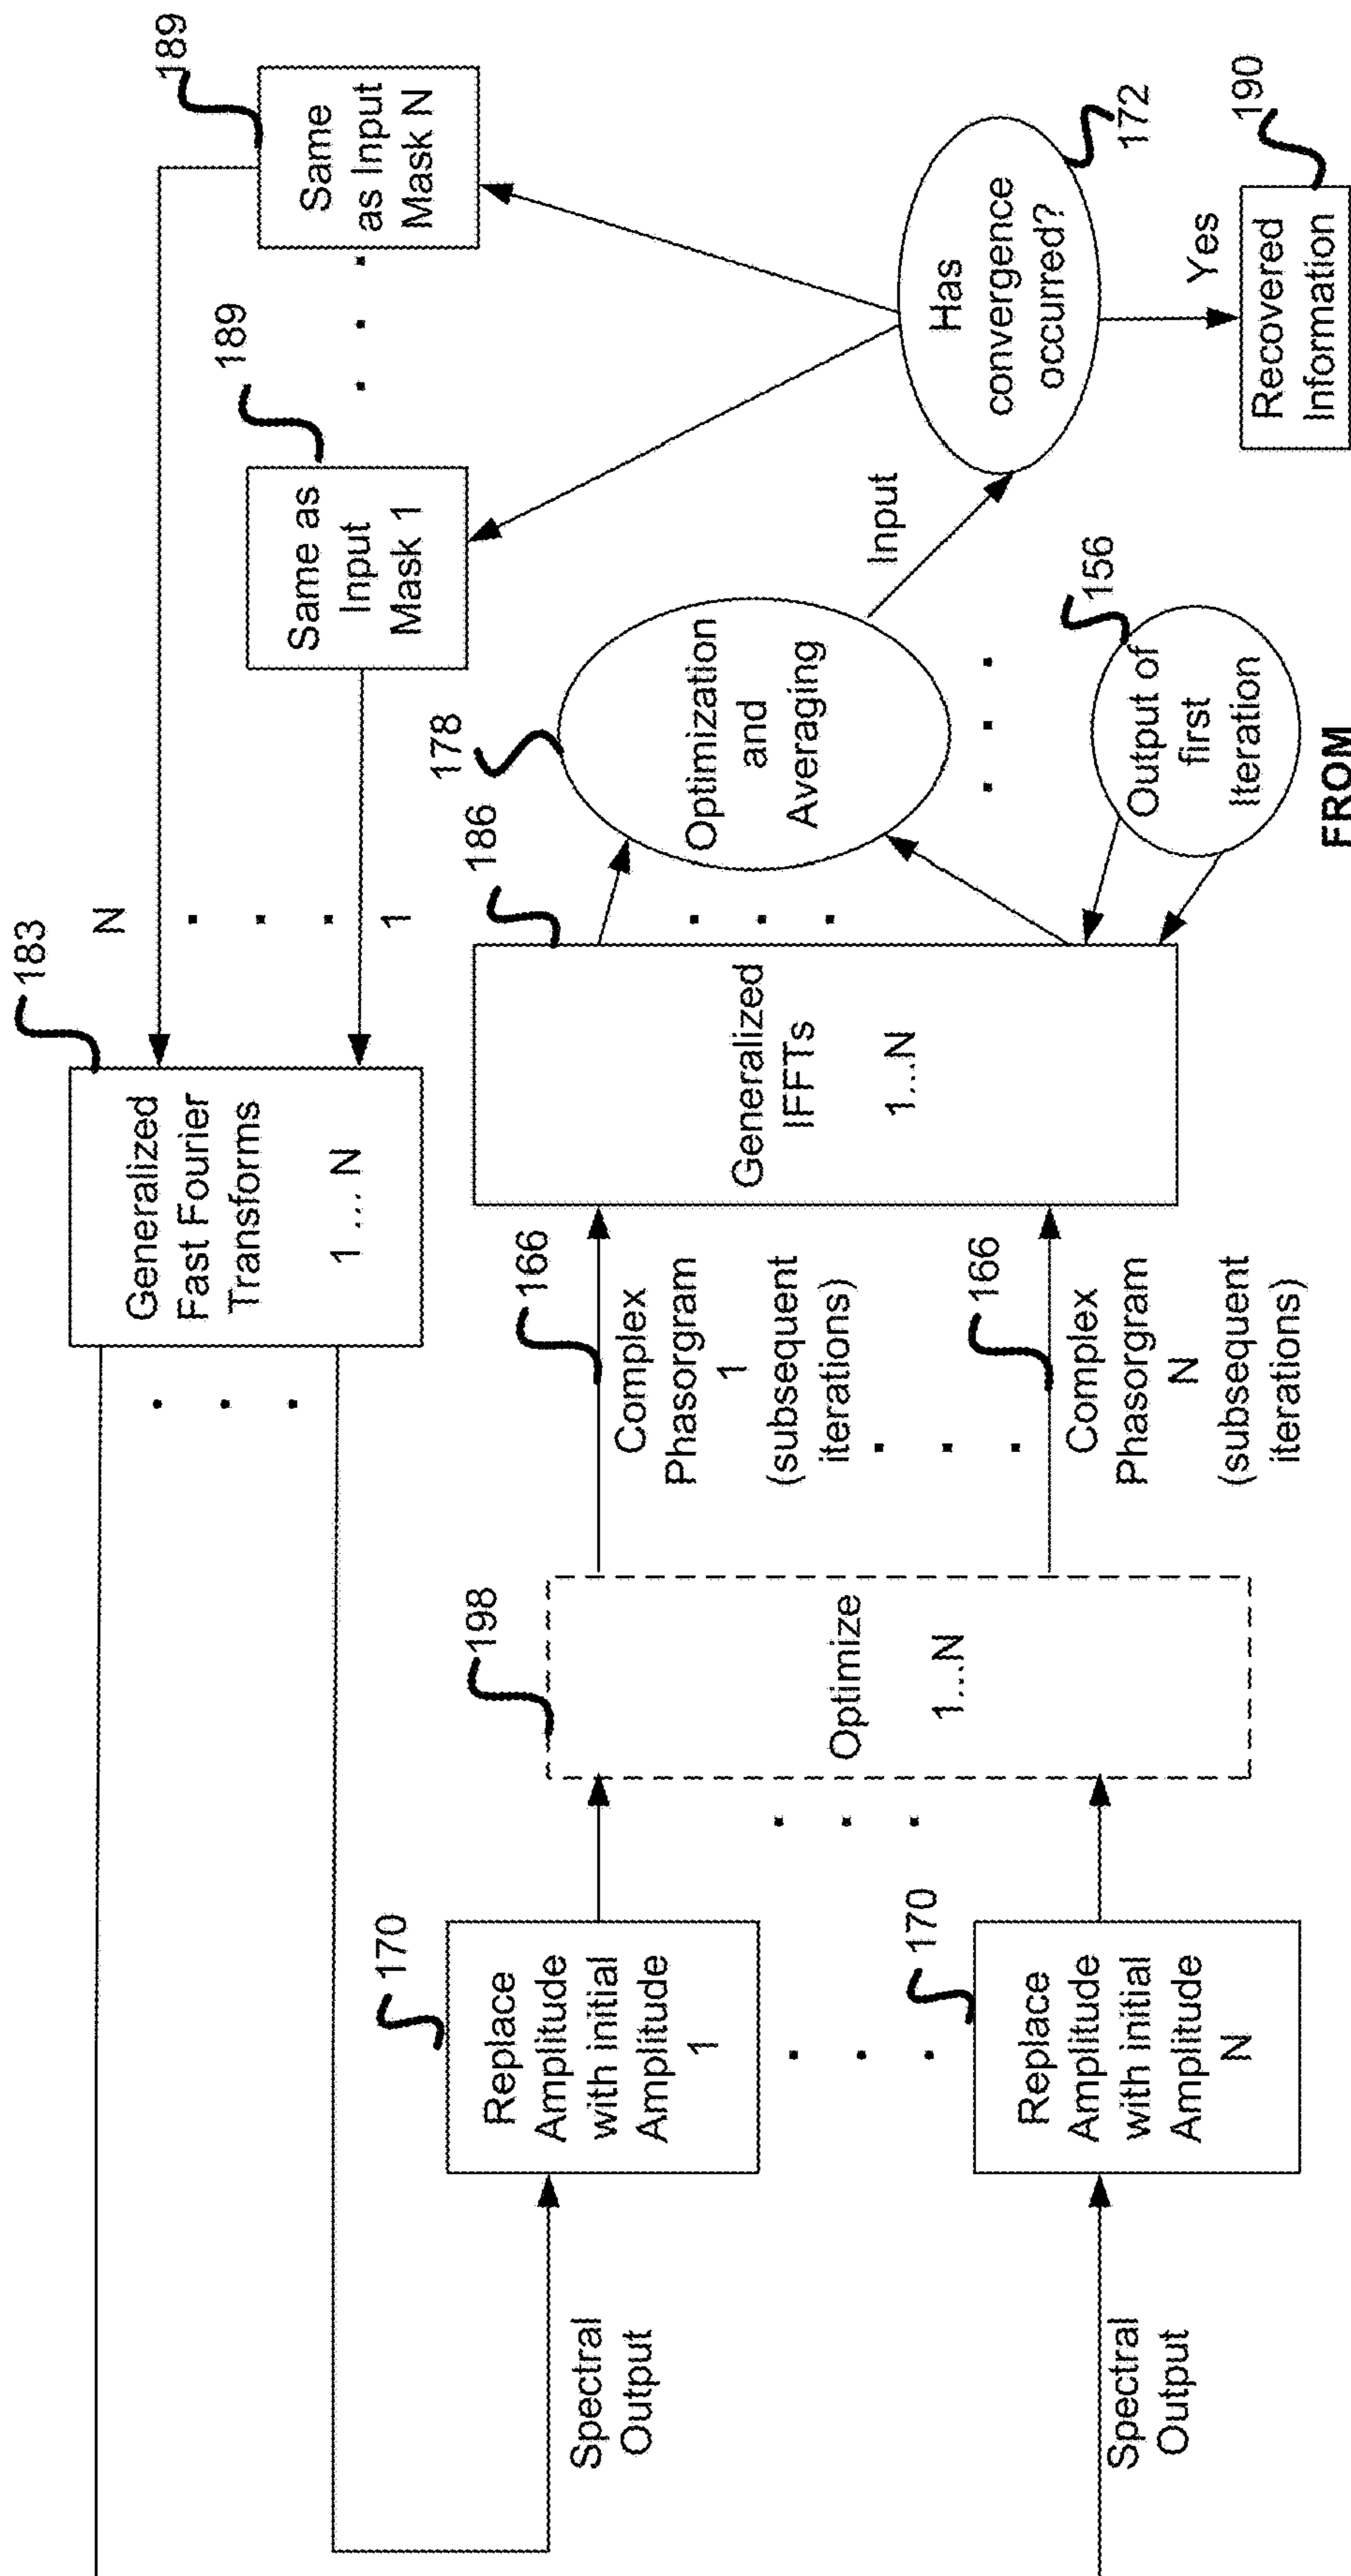 183
Generalized
Fast Fourier
Transforms
1... N
N
1
189
Same
as Input
Mask N
189
Same as
Input
Mask 1
170
Replace
Amplitude
with initial
Amplitude
1
Spectral
Output
198
Optimize
1...N
166
Complex
Phasorgram
1
(subsequent
iterations)
186
Generalized
IFFTs
1...N
178
Optimization
and
Averaging
Input
Has
convergence
occurred?
172
170
Replace
Amplitude
with initial
Amplitude
N
Spectral
Output
166
Complex
Phasorgram
N
(subsequent
iterations)
156
Output of
first
Iteration
FROM
Yes
190
Recovered
Information